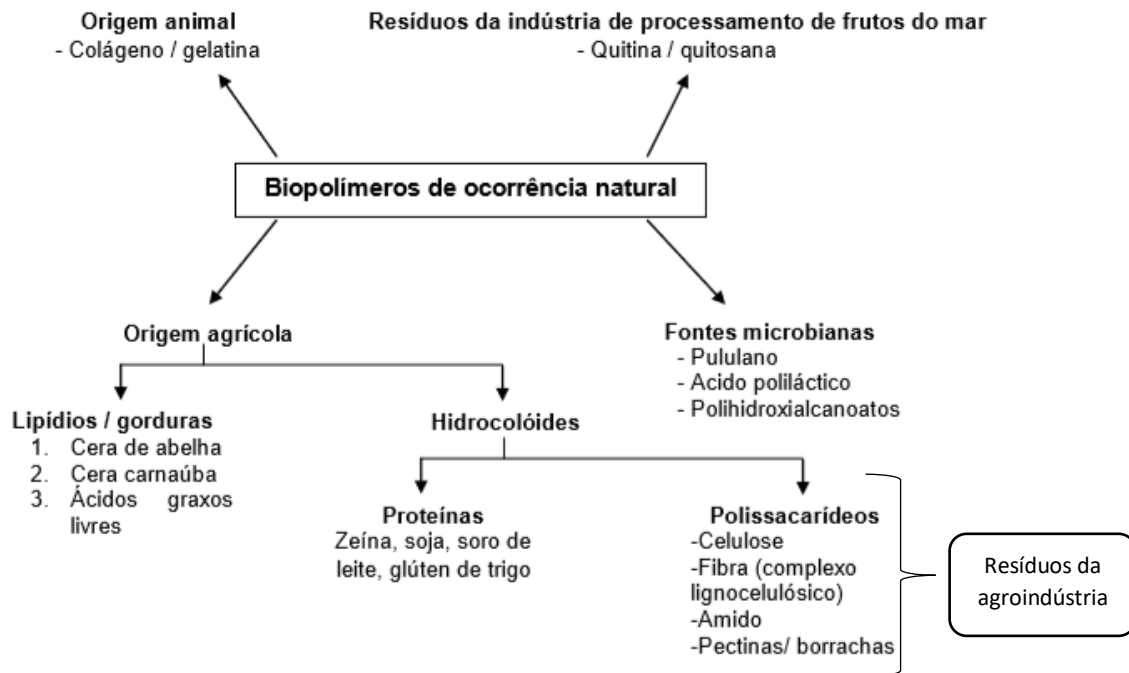 Origem animal
- Colágeno / gelatina
Resíduos da indústria de processamento de frutos do mar
- Quitina / quitosana
Biopolímeros de ocorrência natural
Origem agrícola
Fontes microbianas
- Pululano
- Acido poliláctico
- Polihidroxialcanoatos
Lipídios / gorduras
1. Cera de abelha
2. Cera carnaúba
3. Ácidos graxos
livres
Hidrocolóides
Proteínas
Zeína, soja, soro de
leite, glúten de trigo
Polissacarídeos
-Celulose
-Fibra (complexo
lignocelulósico)
-Amido
-Pectinas/ borrachas
Resíduos da
agroindústria